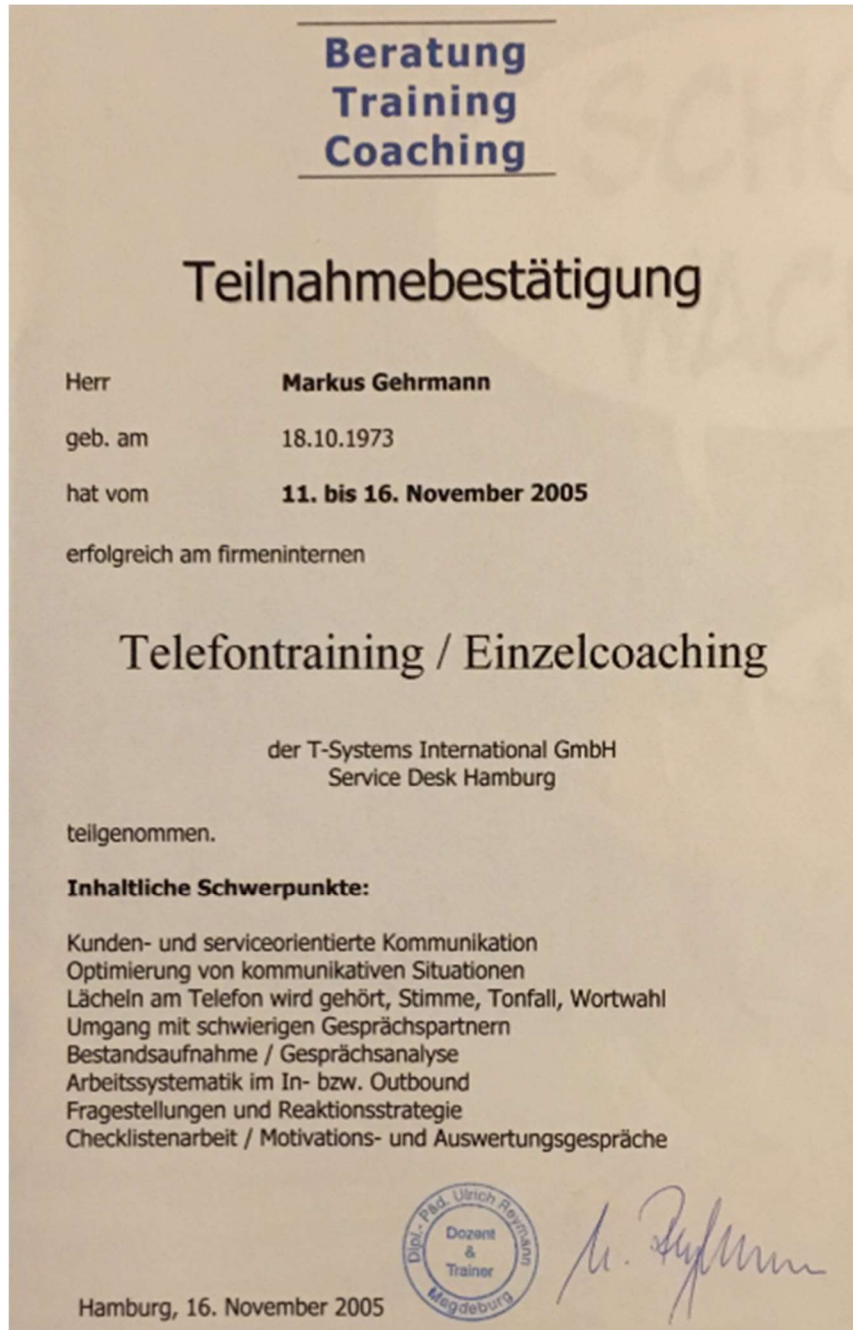 Beratung
Training
Coaching
Teilnahmebestätigung
Herr Markus Gehrmann
geb. am 18.10.1973
hat vom 11. bis 16. November 2005
erfolgreich am firmeninternen
Telefontraining / Einzelcoaching
der T-Systems International GmbH
Service Desk Hamburg
teilgenommen.
Inhaltliche Schwerpunkte:
Kunden- und serviceorientierte Kommunikation
Optimierung von kommunikativen Situationen
Lächeln am Telefon wird gehört, Stimme, Tonfall, Wortwahl
Umgang mit schwierigen Gesprächspartnern
Bestandsaufnahme / Gesprächsanalyse
Arbeitssystematik im In- bzw. Outbound
Fragestellungen und Reaktionsstrategie
Checklistenarbeit / Motivations- und Auswertungsgespräche
Dipl.-Päd. Ulrich Reymann
Dozent
&
Trainer
Magdeburg
Hamburg, 16. November 2005